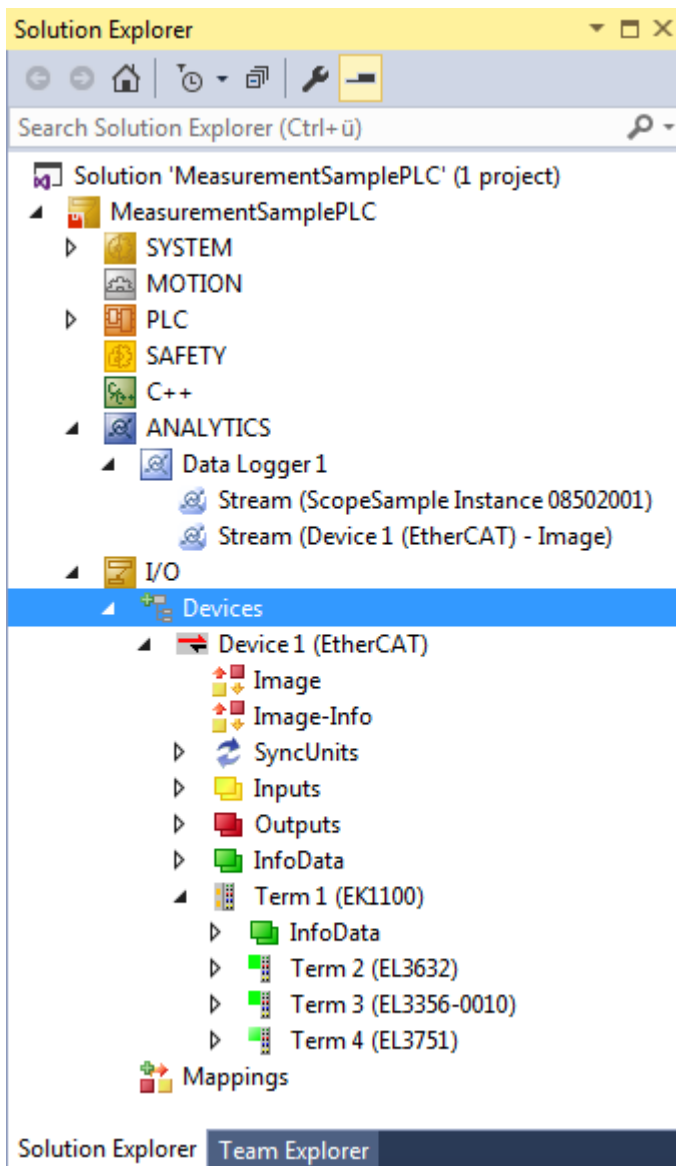 Solution Explorer
Search Solution Explorer (Ctrl+ü)
Solution 'MeasurementSamplePLC' (1 project)
MeasurementSamplePLC
SYSTEM
MOTION
PLC
SAFETY
C++
ANALYTICS
Data Logger 1
Stream (ScopeSample Instance 08502001)
Stream (Device 1 (EtherCAT) - Image)
I/O
Devices
Device 1 (EtherCAT)
Image
Image-Info
SyncUnits
Inputs
Outputs
InfoData
Term 1 (EK1100)
InfoData
Term 2 (EL3632)
Term 3 (EL3356-0010)
Term 4 (EL3751)
Mappings
Solution Explorer Team Explorer